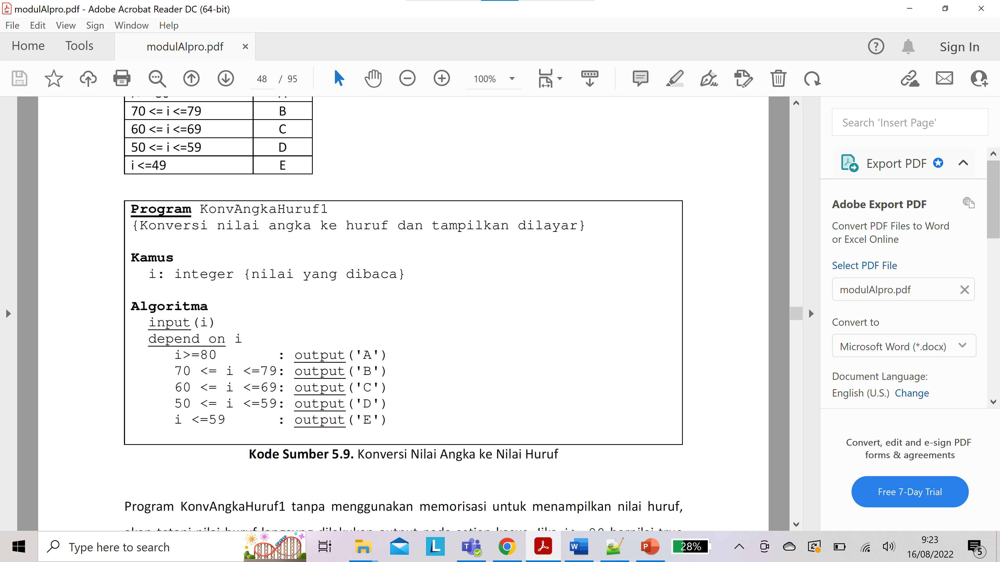 modulAlpro.pdf - Adobe Acrobat Reader DC (64-bit)
File Edit View Sign Window Help
Home Tools modulAlpro.pdf Sign In
48 / 95 100%
70 <= i <=79 B
60 <= i <=69 C
50 <= i <=59 D
i <=49 E
Program KonvAngkaHuruf1
{Konversi nilai angka ke huruf dan tampilkan dilayar}
Kamus
i: integer {nilai yang dibaca}
Algoritma
input(i)
depend on i
i>=80 : output('A')
70 <= i <=79: output('B')
60 <= i <=69: output('C')
50 <= i <=59: output('D')
i <=59 : output('E')
Kode Sumber 5.9. Konversi Nilai Angka ke Nilai Huruf
Program KonvAngkaHuruf1 tanpa menggunakan memorisasi untuk menampilkan nilai huruf,
Search 'Insert Page'
Export PDF
Adobe Export PDF
Convert PDF Files to Word
or Excel Online
Select PDF File
modulAlpro.pdf
Convert to
Microsoft Word (*.docx)
Document Language:
English (U.S.) Change
Convert, edit and e-sign PDF
forms & agreements
Free 7-Day Trial
Type here to search
28%
9:23
16/08/2022
5